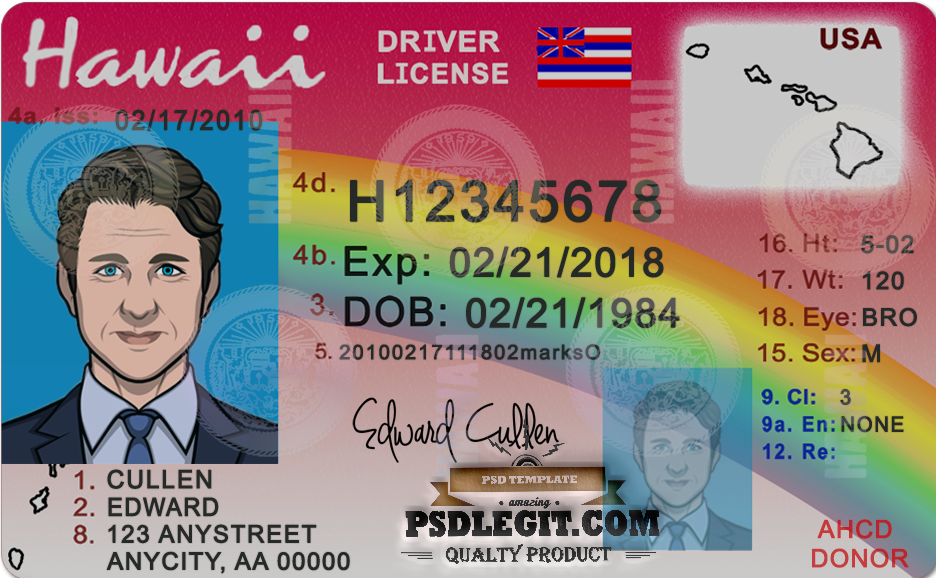 Hawaii
DRIVER
LICENSE
USA
4a. iss: 02/17/2010
HAWAII
HAWAII
4d. H12345678
4b. Exp: 02/21/2018
3. DOB: 02/21/1984
5. 20100217111802marksO
16. Ht: 5-02
17. Wt: 120
18. Eye: BRO
15. Sex: M
9. Cl: 3
9a. En: NONE
12. Re:
HAWAII
HAWAII
Edward Cullen
1. CULLEN
2. EDWARD
8. 123 ANYSTREET
ANYCITY, AA 00000
PSD TEMPLATE
amazing
PSDLEGIT.COM
QUALTY PRODUCT
AHCD
DONOR